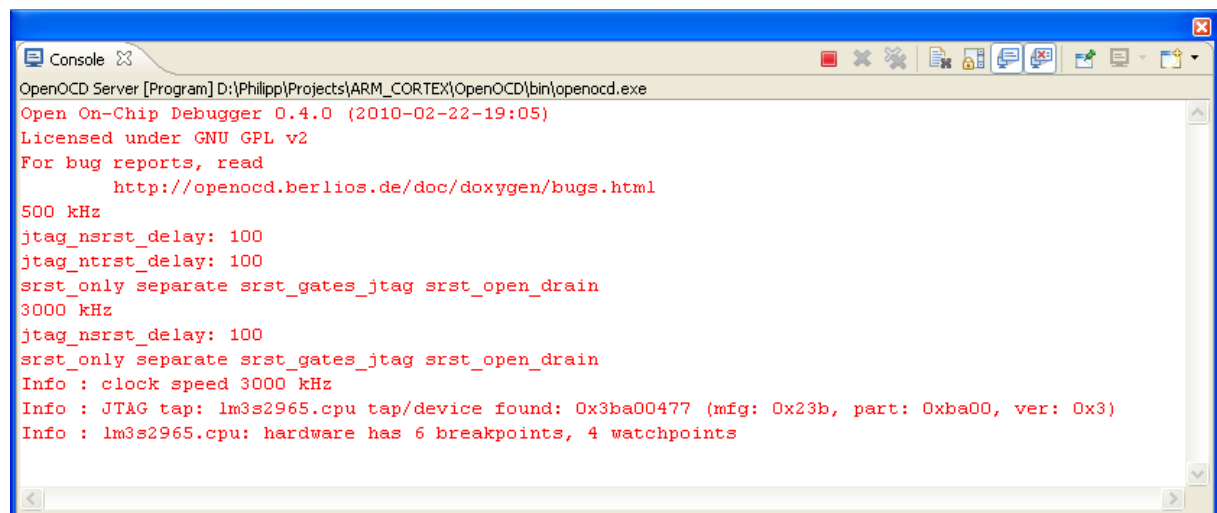 Console
OpenOCD Server [Program] D:\Philipp\Projects\ARM_CORTEX\OpenOCD\bin\openocd.exe
Open On-Chip Debugger 0.4.0 (2010-02-22-19:05)
Licensed under GNU GPL v2
For bug reports, read
        http://openocd.berlios.de/doc/doxygen/bugs.html
500 kHz
jtag_nsrst_delay: 100
jtag_ntrst_delay: 100
srst_only separate srst_gates_jtag srst_open_drain
3000 kHz
jtag_nsrst_delay: 100
srst_only separate srst_gates_jtag srst_open_drain
Info : clock speed 3000 kHz
Info : JTAG tap: lm3s2965.cpu tap/device found: 0x3ba00477 (mfg: 0x23b, part: 0xba00, ver: 0x3)
Info : lm3s2965.cpu: hardware has 6 breakpoints, 4 watchpoints